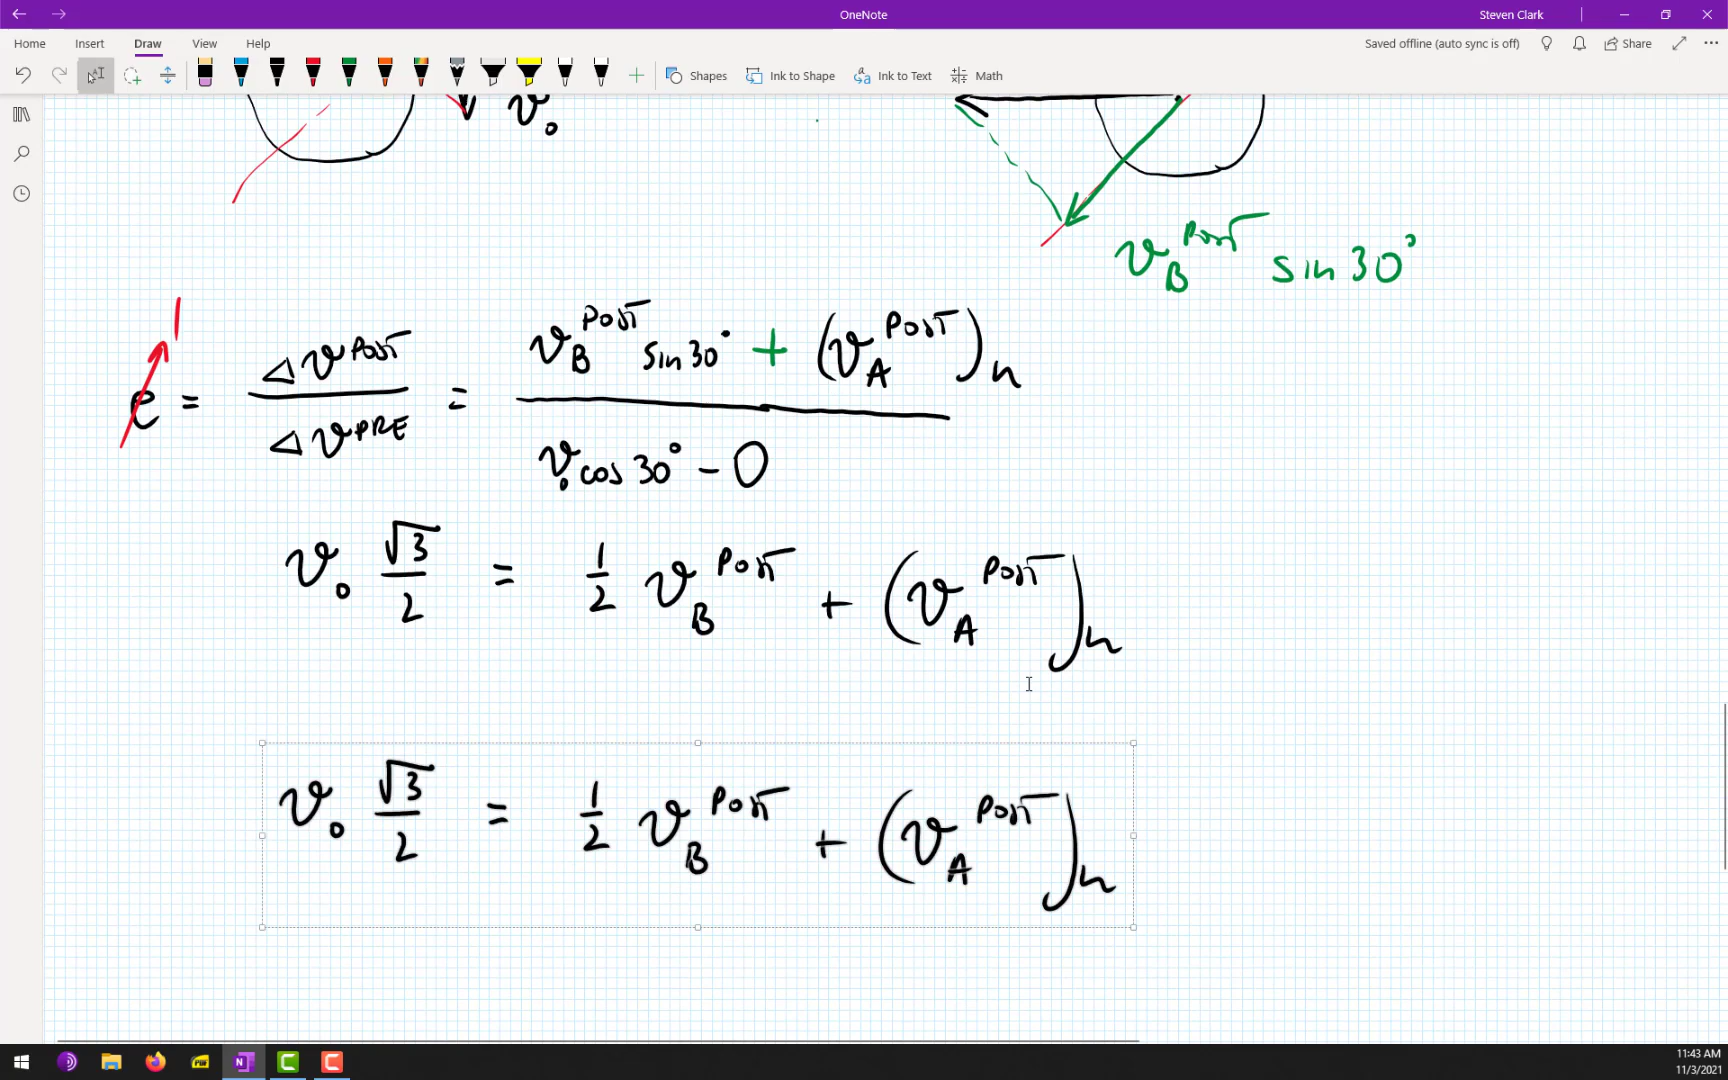 OneNote
Steven Clark
Home Insert Draw View Help
Saved offline (auto sync is off) Share
Shapes Ink to Shape Ink to Text Math
v₀
v_B^POST sin 30°
1
e = Δv^POST / Δv^PRE = (v_B^POST sin 30° + (v_A^POST)_n) / (v₀ cos 30° - 0)
v₀ √3/2 = 1/2 v_B^POST + (v_A^POST)_n
v₀ √3/2 = 1/2 v_B^POST + (v_A^POST)_n
11:43 AM
11/3/2021